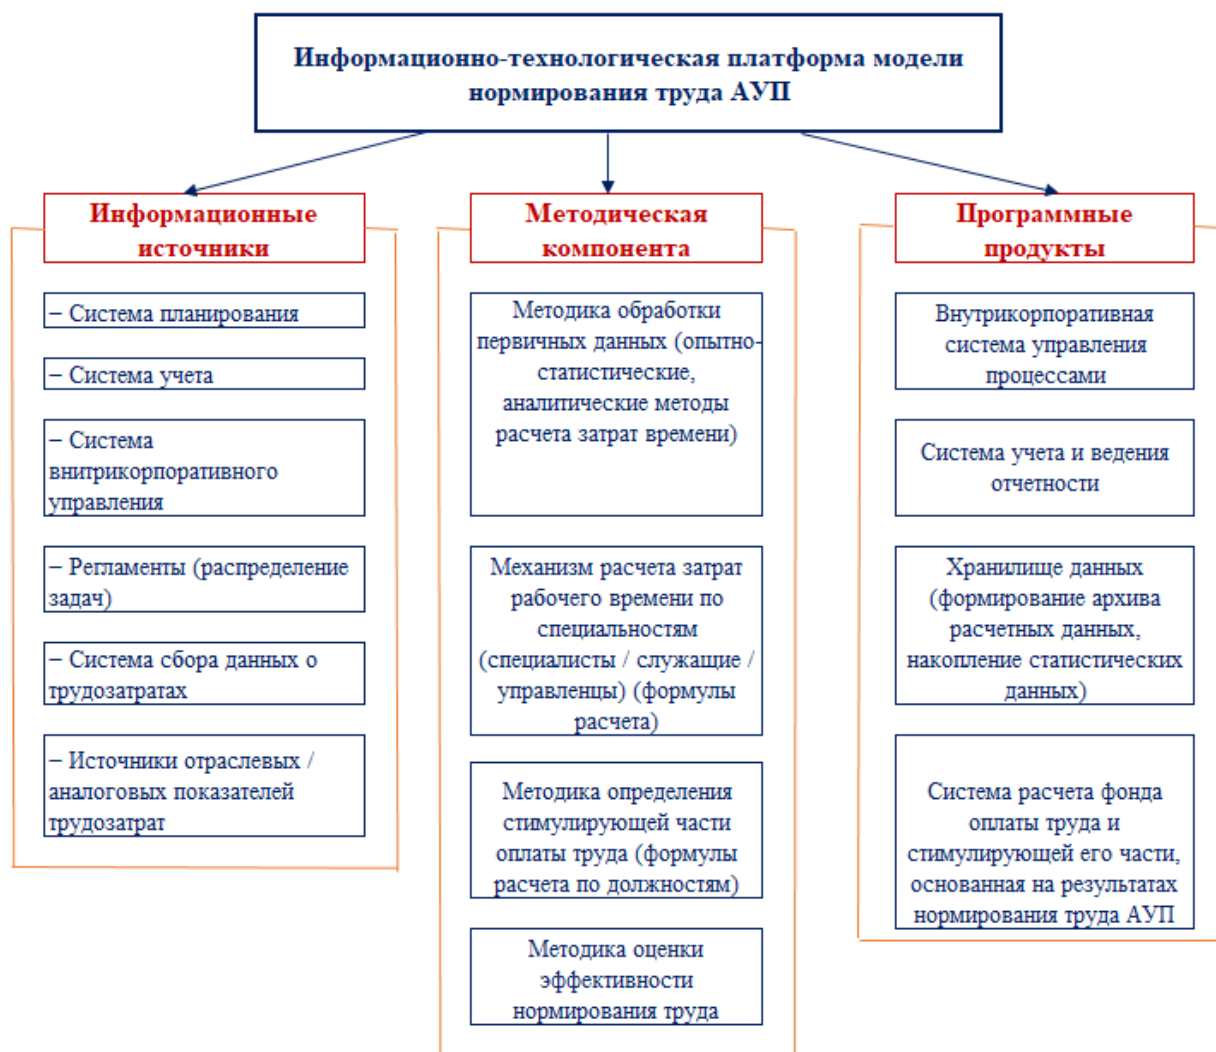 Информационно-технологическая платформа модели
нормирования труда АУП
Информационные
источники
– Система планирования
– Система учета
– Система
внитрикорпоративного
управления
– Регламенты (распределение
задач)
– Система сбора данных о
трудозатратах
– Источники отраслевых /
аналоговых показателей
трудозатрат
Методическая
компонента
Методика обработки
первичных данных (опытно-
статистические,
аналитические методы
расчета затрат времени)
Механизм расчета затрат
рабочего времени по
специальностям
(специалисты / служащие /
управленцы) (формулы
расчета)
Методика определения
стимулирующей части
оплаты труда (формулы
расчета по должностям)
Методика оценки
эффективности
нормирования труда
Программные
продукты
Внутрикорпоративная
система управления
процессами
Система учета и ведения
отчетности
Хранилище данных
(формирование архива
расчетных данных,
накопление статистических
данных)
Система расчета фонда
оплаты труда и
стимулирующей его части,
основанная на результатах
нормирования труда АУП